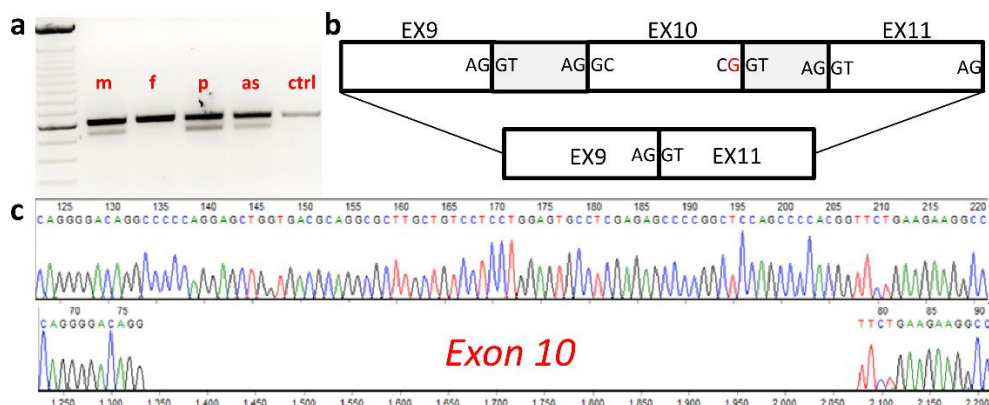 a
m f p as ctrl
b
EX9 EX10 EX11
AG GT AG GC CG GT AG GT AG
EX9 AG GT EX11
c
125 130 135 140 145 150 155 160 165 170 175 180 185 190 195 200 205 210 215 220
CAGGGGACAGGCCCCCAGGAGCTGGTGACGCAGGCGCTTGCTGTCCTCCTGGAGTGCCTCGAGAGCCCCGGCTCCAGCCCCACGGTTCTGAAGAAGGCC
70 75 80 85 90
CAGGGGACAGG TTCTGAAGAAGGCC
Exon 10
1.250 1.300 1.350 1.400 1.450 1.500 1.550 1.600 1.650 1.700 1.750 1.800 1.850 1.900 1.950 2.000 2.050 2.100 2.150 2.200